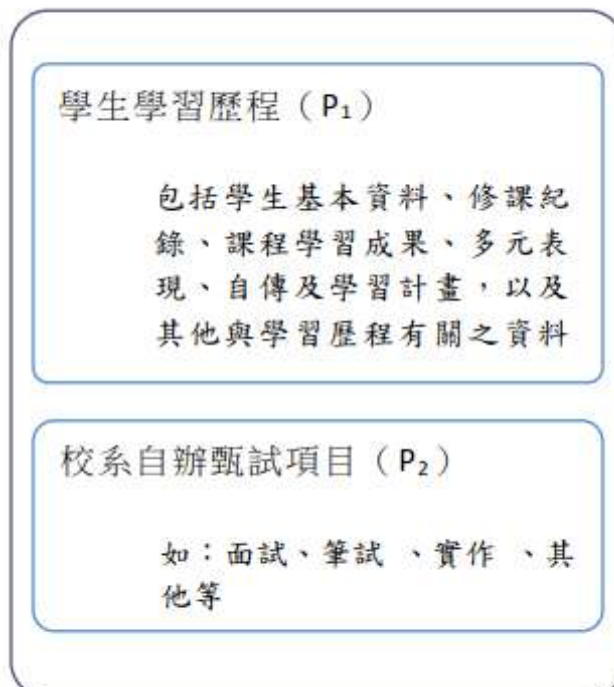 學生學習歷程（P₁）
包括學生基本資料、修課紀
錄、課程學習成果、多元表
現、自傳及學習計畫，以及
其他與學習歷程有關之資料
校系自辦甄試項目（P₂）
如：面試、筆試 、實作 、其
他等